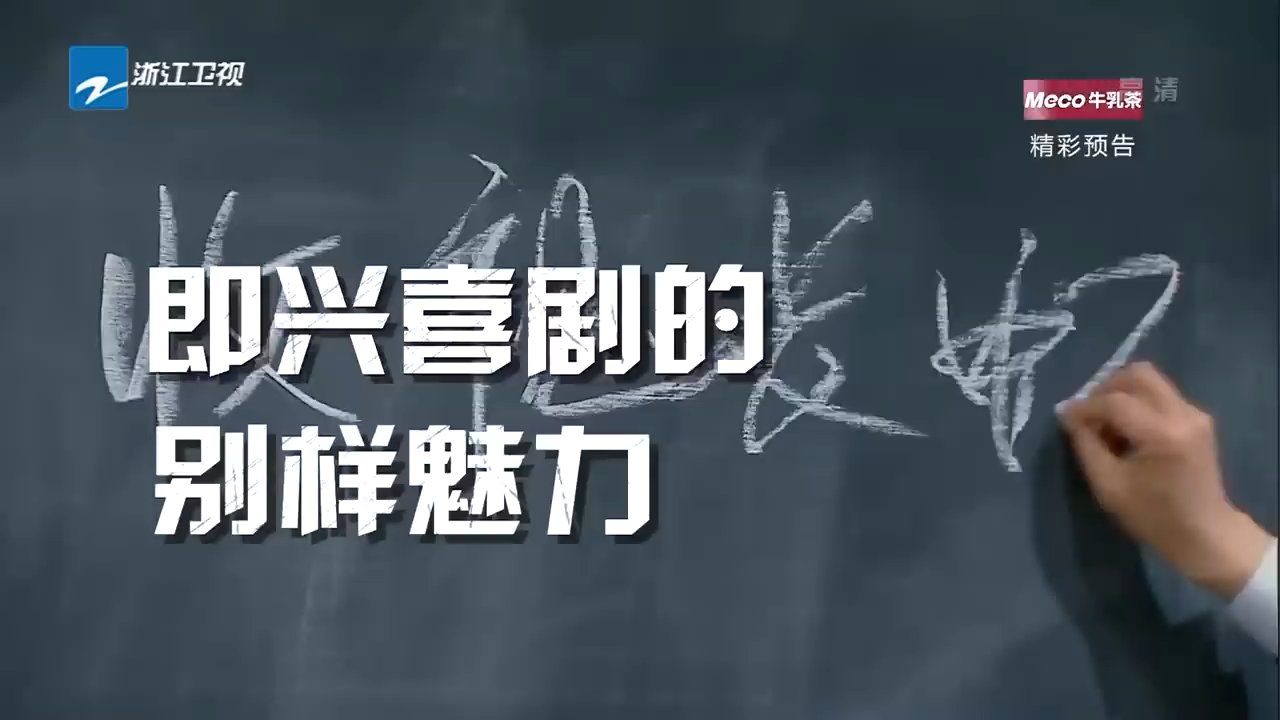 浙江卫视
Meco牛乳茶
高清
精彩预告
即兴喜剧的
别样魅力